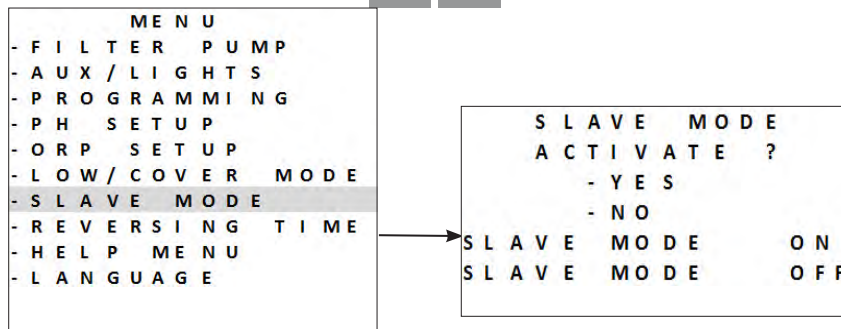 MENU
-FILTER PUMP
-AUX/LIGHTS
-PROGRAMMING
-PH SETUP
-ORP SETUP
-LOW/COVER MODE
-SLAVE MODE
-REVERSING TIME
-HELP MENU
-LANGUAGE
SLAVE MODE
ACTIVATE ?
-YES
-NO
SLAVE MODE ON
SLAVE MODE OFF